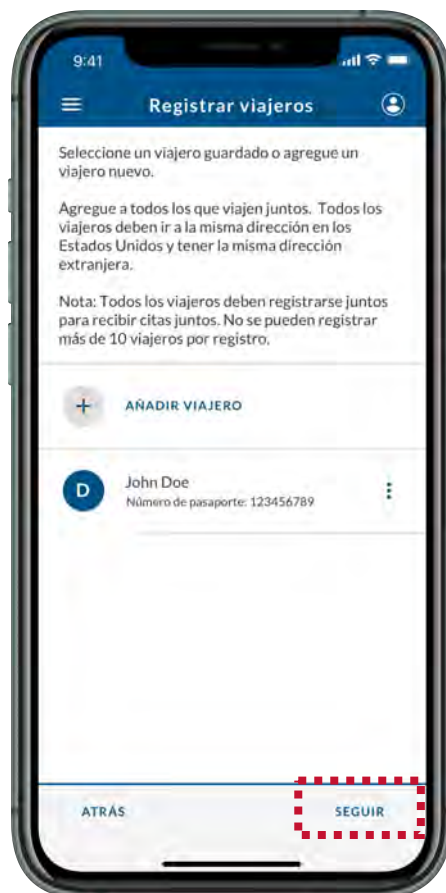 9:41
Registrar viajeros
Seleccione un viajero guardado o agregue un
viajero nuevo.
Agregue a todos los que viajen juntos. Todos los
viajeros deben ir a la misma dirección en los
Estados Unidos y tener la misma dirección
extranjera.
Nota: Todos los viajeros deben registrarse juntos
para recibir citas juntos. No se pueden registrar
más de 10 viajeros por registro.
+ AÑADIR VIAJERO
D
John Doe
Número de pasaporte: 123456789
ATRÁS SEGUIR